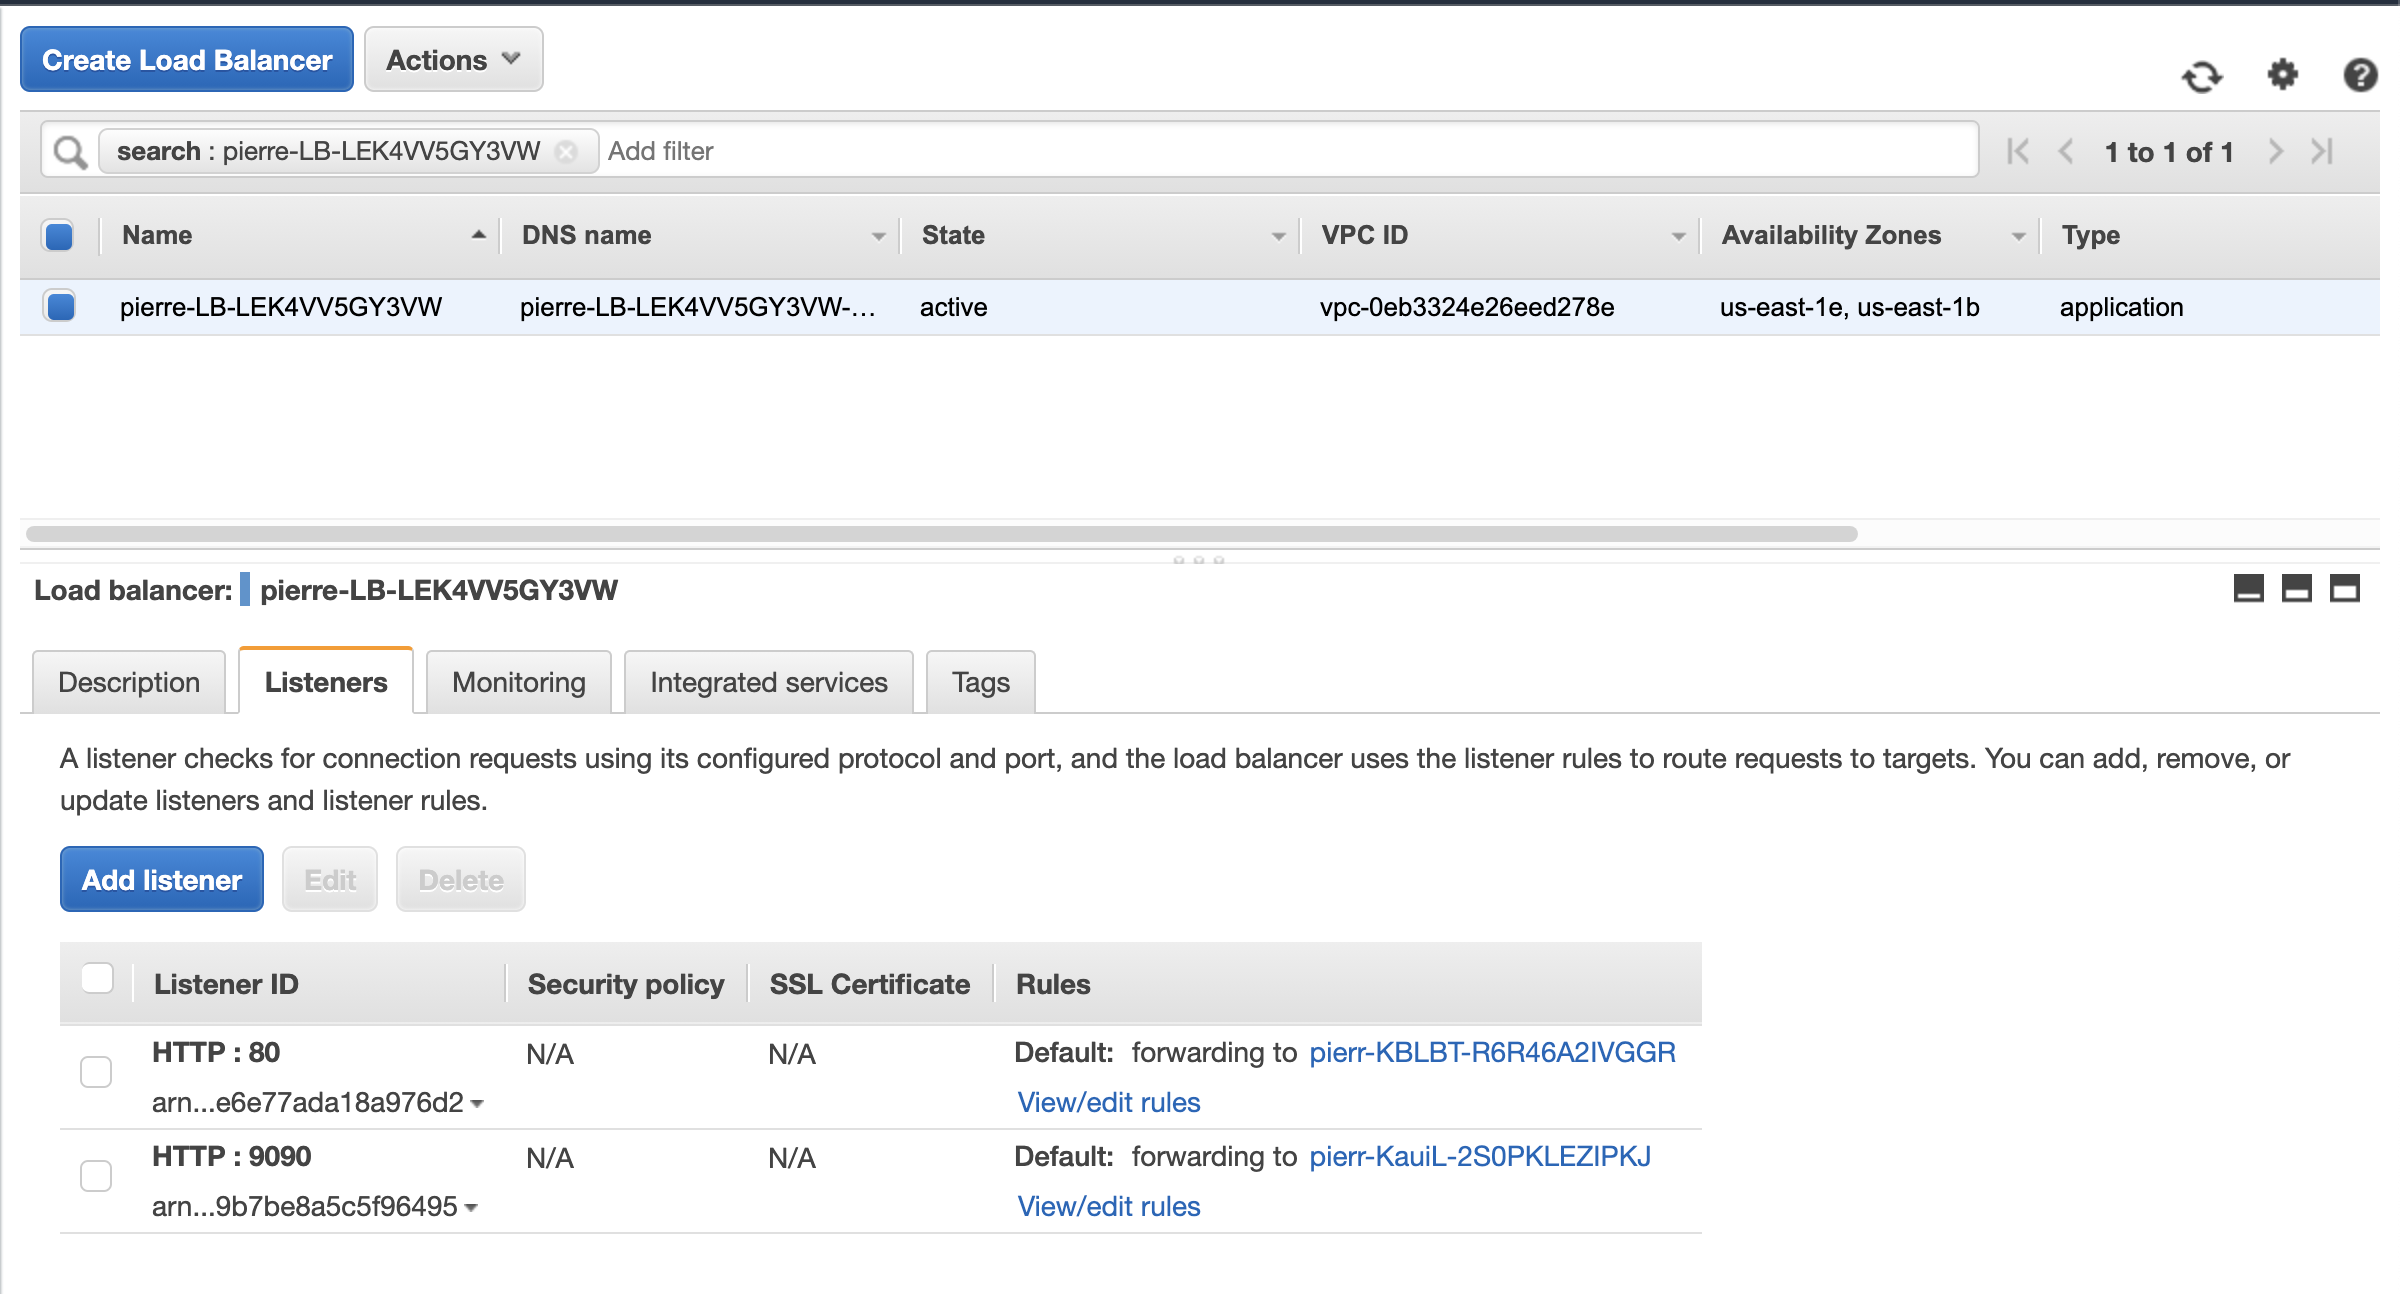 Create Load Balancer Actions
search : pierre-LB-LEK4VV5GY3VW Add filter 1 to 1 of 1
Name DNS name State VPC ID Availability Zones Type
pierre-LB-LEK4VV5GY3VW pierre-LB-LEK4VV5GY3VW-... active vpc-0eb3324e26eed278e us-east-1e, us-east-1b application
Load balancer: pierre-LB-LEK4VV5GY3VW
Description Listeners Monitoring Integrated services Tags
A listener checks for connection requests using its configured protocol and port, and the load balancer uses the listener rules to route requests to targets. You can add, remove, or
update listeners and listener rules.
Add listener Edit Delete
Listener ID Security policy SSL Certificate Rules
HTTP : 80 N/A N/A Default: forwarding to pierr-KBLBT-R6R46A2IVGGR
arn...e6e77ada18a976d2 View/edit rules
HTTP : 9090 N/A N/A Default: forwarding to pierr-KauiL-2S0PKLEZIPKJ
arn...9b7be8a5c5f96495 View/edit rules